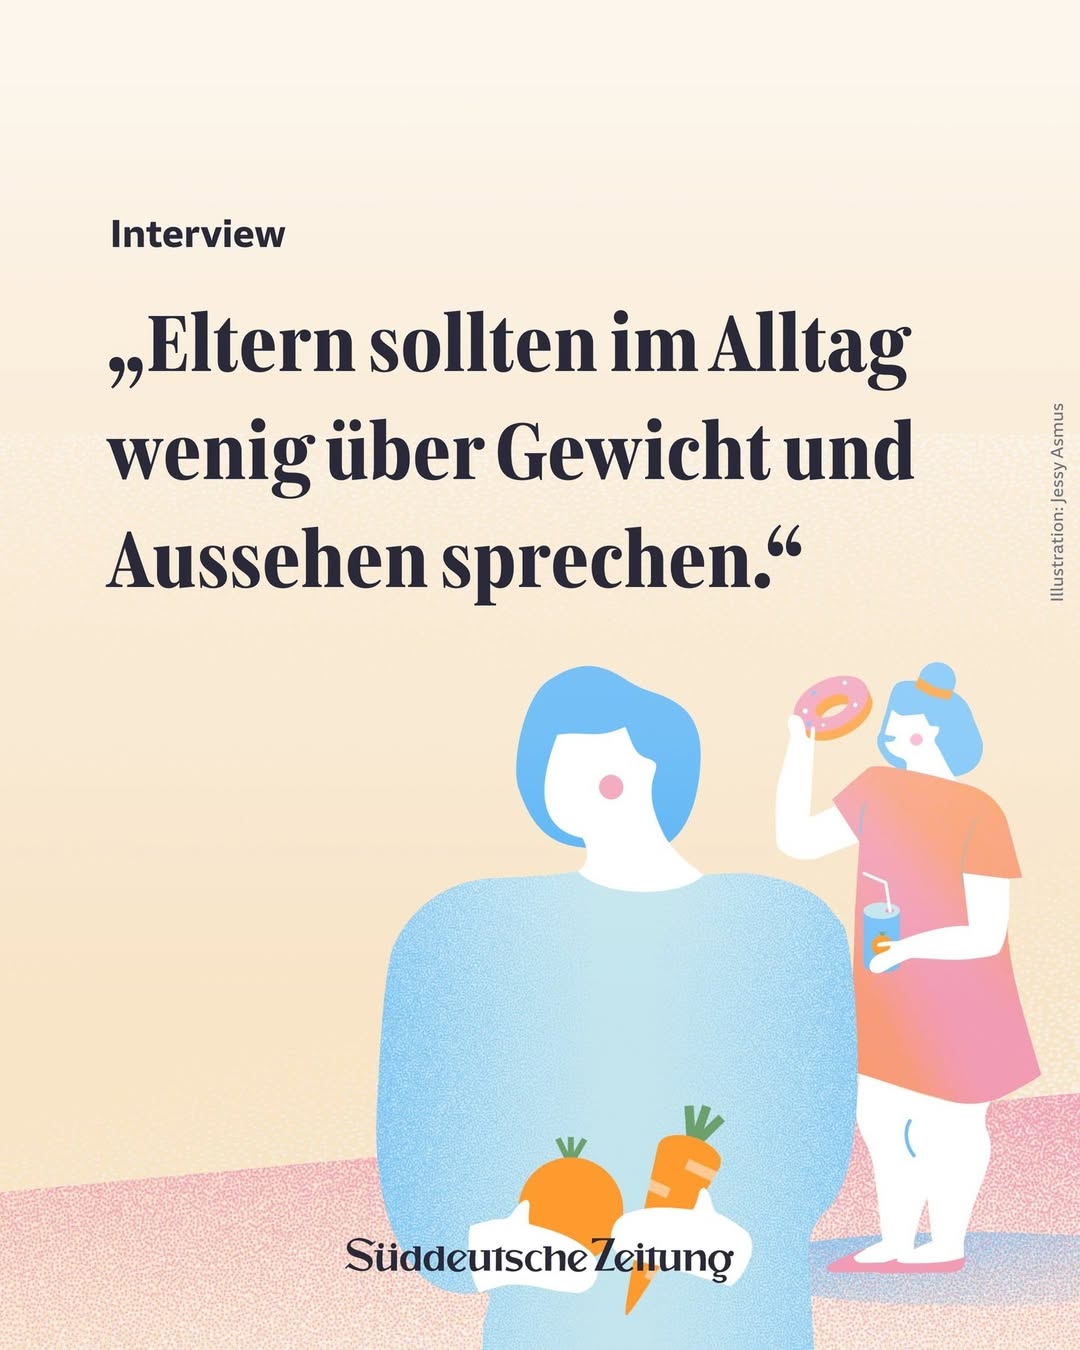 Interview
„Eltern sollten im Alltag
wenig über Gewicht und
Aussehen sprechen.“
Illustration: Jessy Asmus
Süddeutsche Zeitung